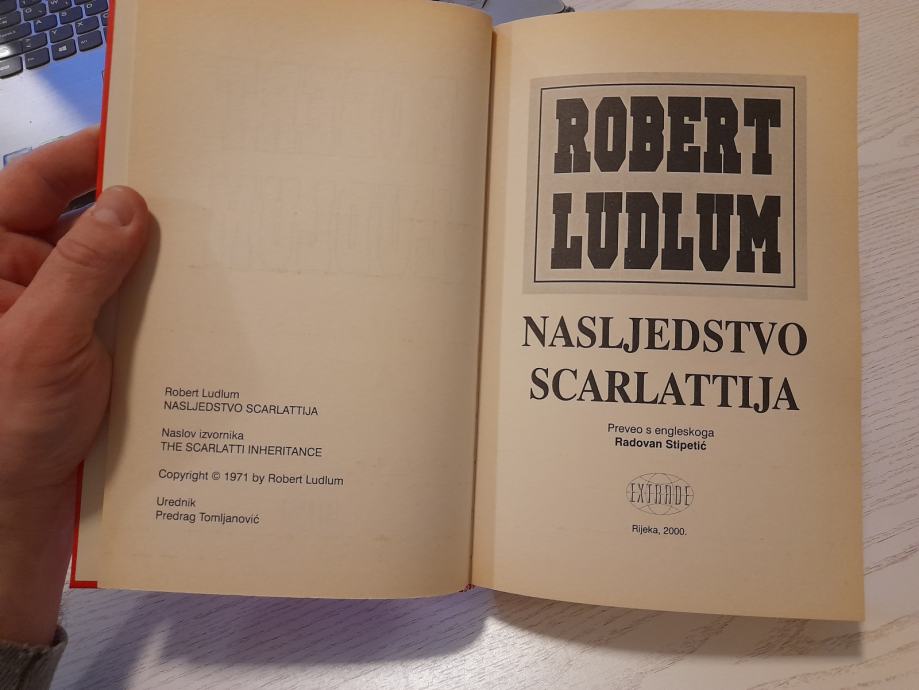 Robert Ludlum
NASLJEDSTVO SCARLATTIJA
Naslov izvornika
THE SCARLATTI INHERITANCE
Copyright © 1971 by Robert Ludlum
Urednik
Predrag Tomljanović
ROBERT
LUDLUM
NASLJEDSTVO
SCARLATTIJA
Preveo s engleskoga
Radovan Stipetić
EXTRADE
Rijeka, 2000.